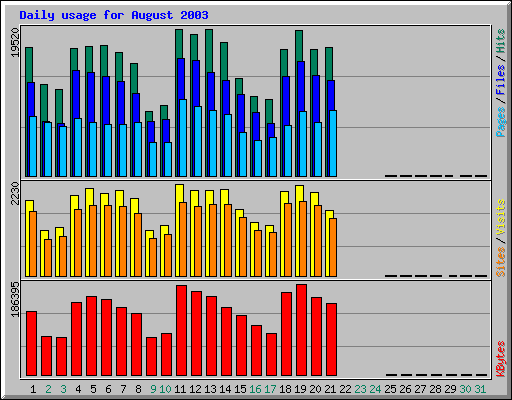 Daily usage for August 2003
19520
Pages / Files / Hits
2230
Sites / Visits
186395
KBytes
1 2 3 4 5 6 7 8 9 10 11 12 13 14 15 16 17 18 19 20 21 22 23 24 25 26 27 28 29 30 31